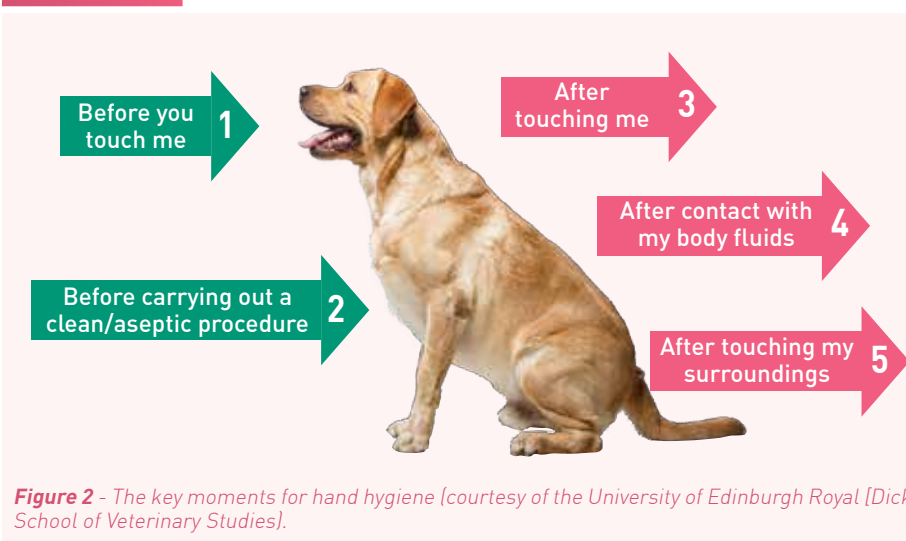 Before you
touch me
1
Before carrying out a
clean/aseptic procedure
2
After
touching me
3
After contact with
my body fluids
4
After touching my
surroundings
5
Figure 2 - The key moments for hand hygiene (courtesy of the University of Edinburgh Royal [Dick
School of Veterinary Studies).